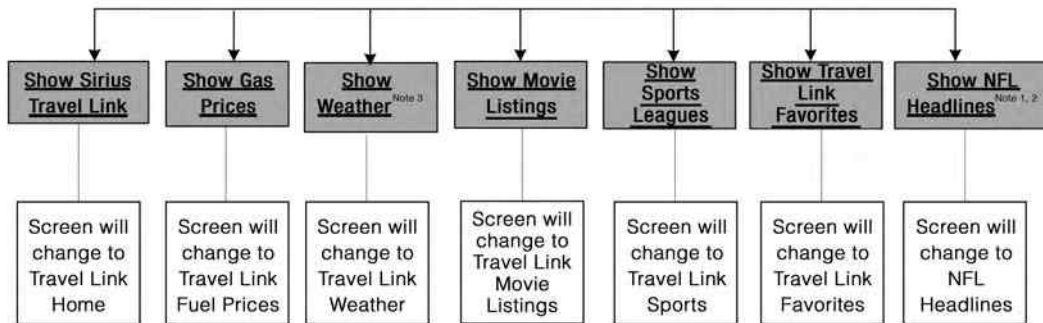 Show Sirius
Travel Link
Show Gas
Prices
Show
Weather Note 3
Show Movie
Listings
Show
Sports
Leagues
Show Travel
Link
Favorites
Show NFL
Headlines Note 1, 2
Screen will
change to
Travel Link
Home
Screen will
change to
Travel Link
Fuel Prices
Screen will
change to
Travel Link
Weather
Screen will
change to
Travel Link
Movie
Listings
Screen will
change to
Travel Link
Sports
Screen will
change to
Travel Link
Favorites
Screen will
change to
NFL
Headlines